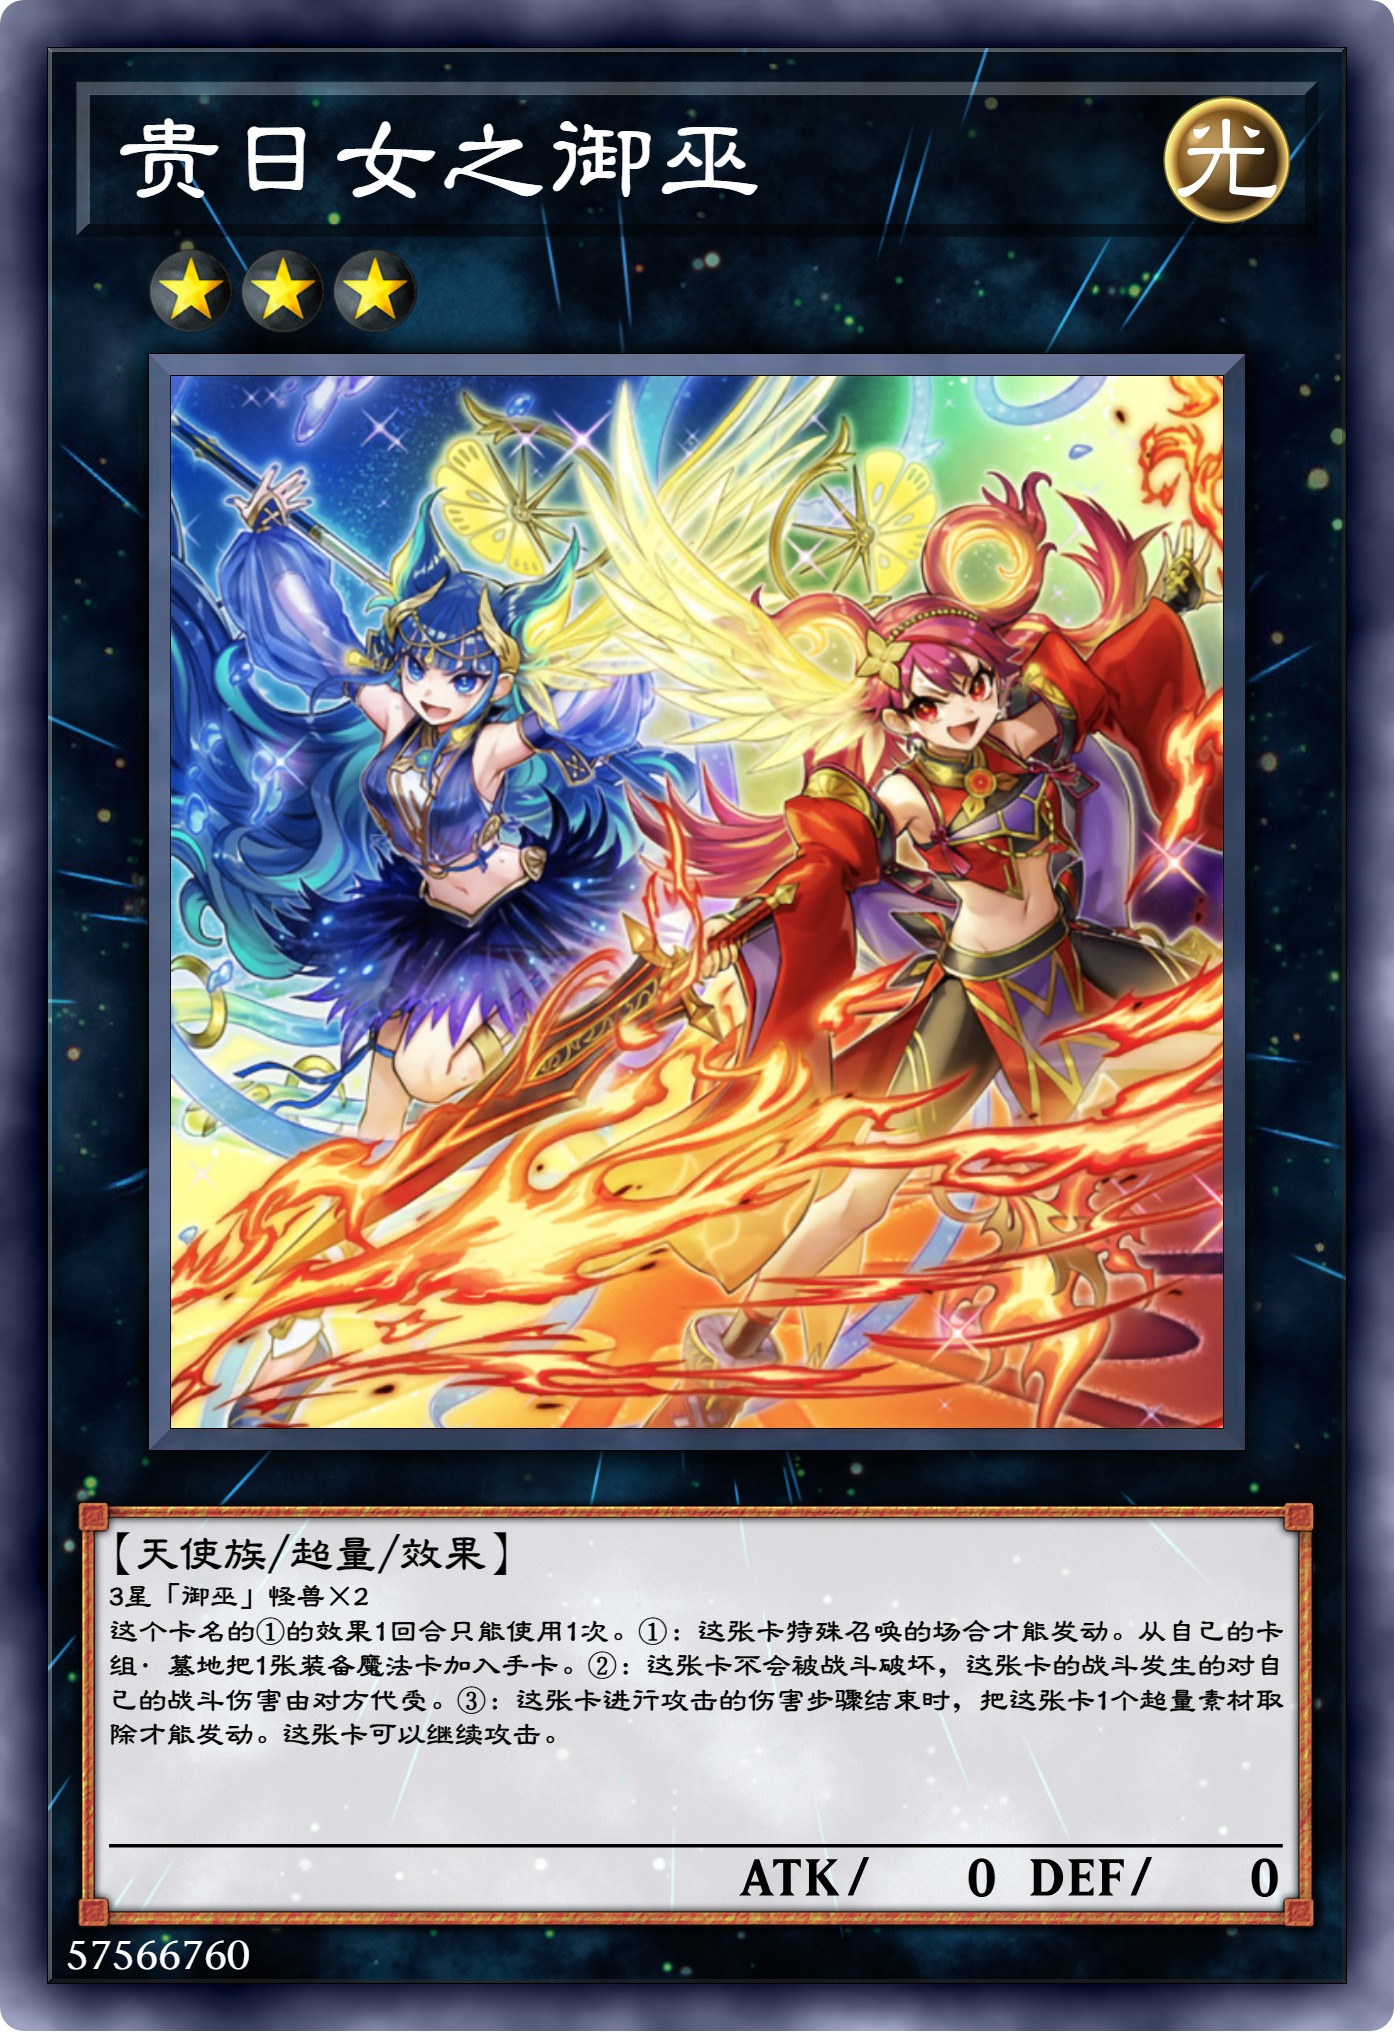 贵日女之御巫
光
【天使族/超量/效果】
3星「御巫」怪兽×2
这个卡名的①的效果1回合只能使用1次。①：这张卡特殊召唤的场合才能发动。从自己的卡
组·墓地把1张装备魔法卡加入手卡。②：这张卡不会被战斗破坏，这张卡的战斗发生的对自
己的战斗伤害由对方代受。③：这张卡进行攻击的伤害步骤结束时，把这张卡1个超量素材取
除才能发动。这张卡可以继续攻击。
ATK/ 0 DEF/ 0
57566760